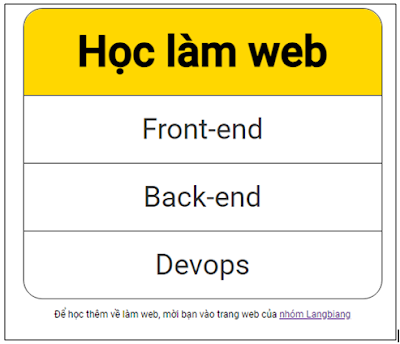 Học làm web
Front-end
Back-end
Devops
Để học thêm về làm web, mời bạn vào trang web của nhóm Langbiang